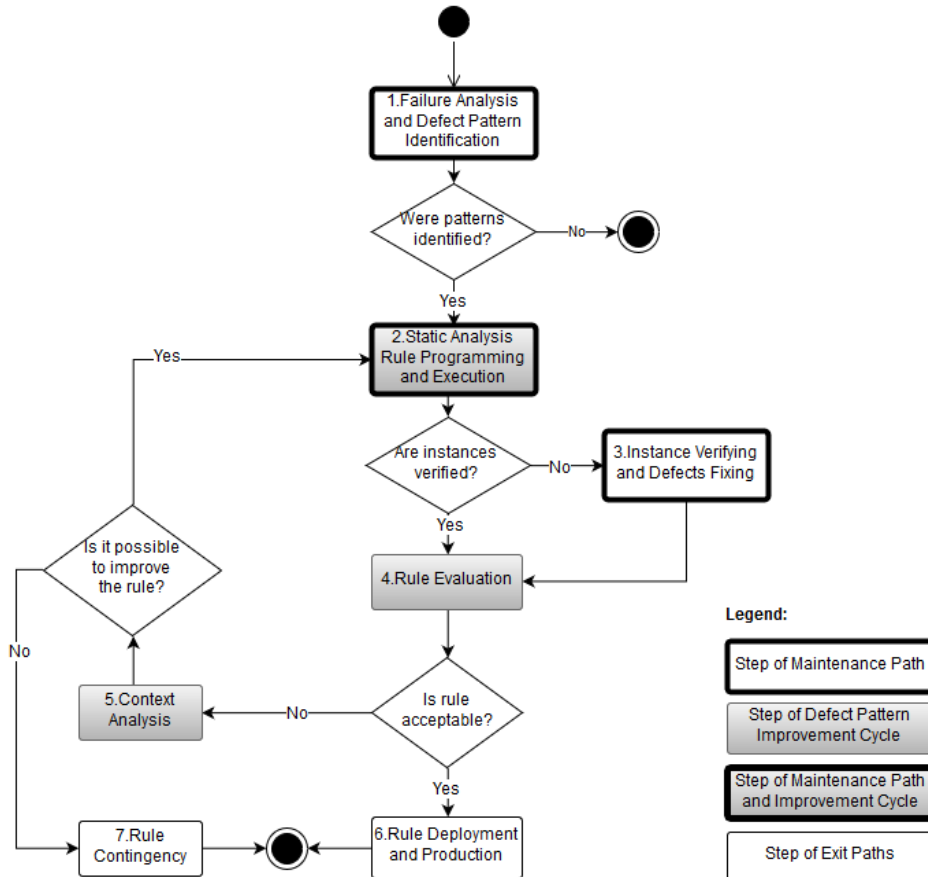 1.Failure Analysis
and Defect Pattern
Identification
Were patterns
identified?
No
Yes
2.Static Analysis
Rule Programming
and Execution
Yes
Are instances
verified?
No
3.Instance Verifying
and Defects Fixing
Yes
Is it possible
to improve
the rule?
4.Rule Evaluation
No
5.Context
Analysis
No
Is rule
acceptable?
Yes
7.Rule
Contingency
6.Rule Deployment
and Production
Legend:
Step of Maintenance Path
Step of Defect Pattern
Improvement Cycle
Step of Maintenance Path
and Improvement Cycle
Step of Exit Paths